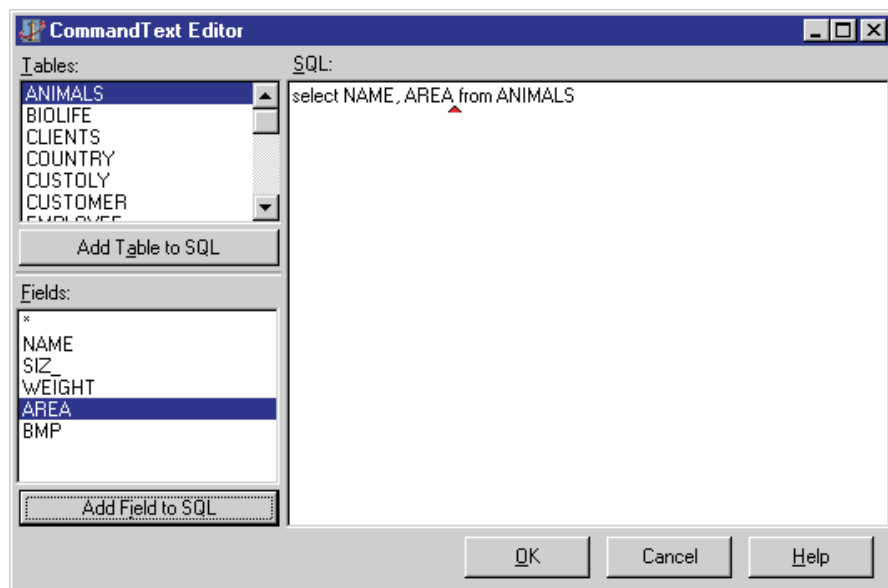 CommandText Editor
Tables:
ANIMALS
BIOLIFE
CLIENTS
COUNTRY
CUSTOLY
CUSTOMER
EMPLOYEE
Add Table to SQL
Fields:
*
NAME
SIZ_
WEIGHT
AREA
BMP
Add Field to SQL
SQL:
select NAME, AREA from ANIMALS
OK
Cancel
Help